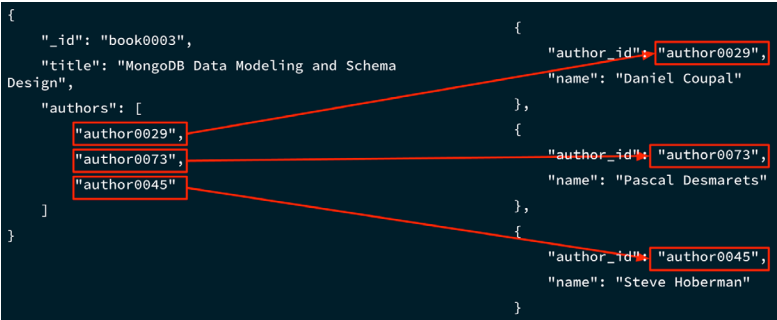 {
"_id": "book0003",
"title": "MongoDB Data Modeling and Schema
Design",
"authors": [
"author0029",
"author0073",
"author0045"
]
}
{
"author_id": "author0029",
"name": "Daniel Coupal"
},
{
"author_id": "author0073",
"name": "Pascal Desmarets"
},
{
"author_id": "author0045",
"name": "Steve Hoberman"
}